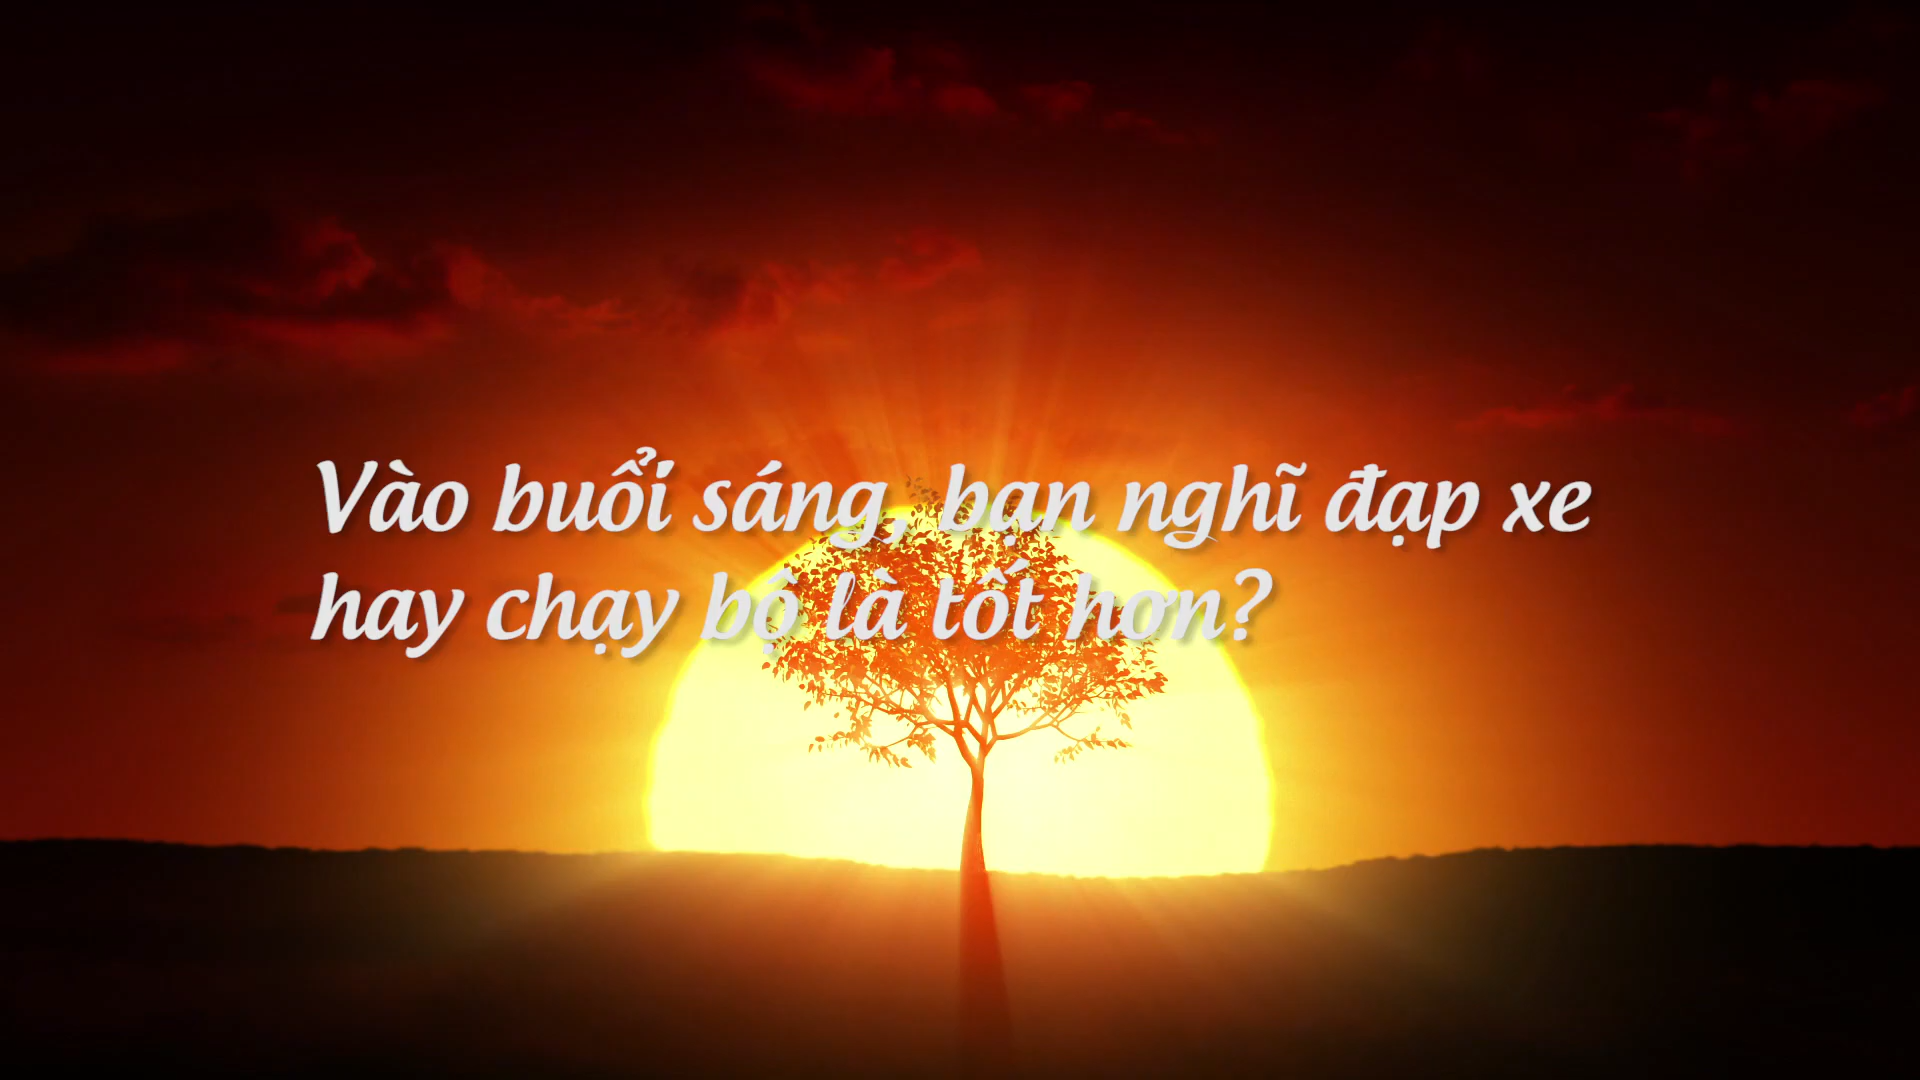 Vào buổi sáng, bạn nghĩ đạp xe
hay chạy bộ là tốt hơn?